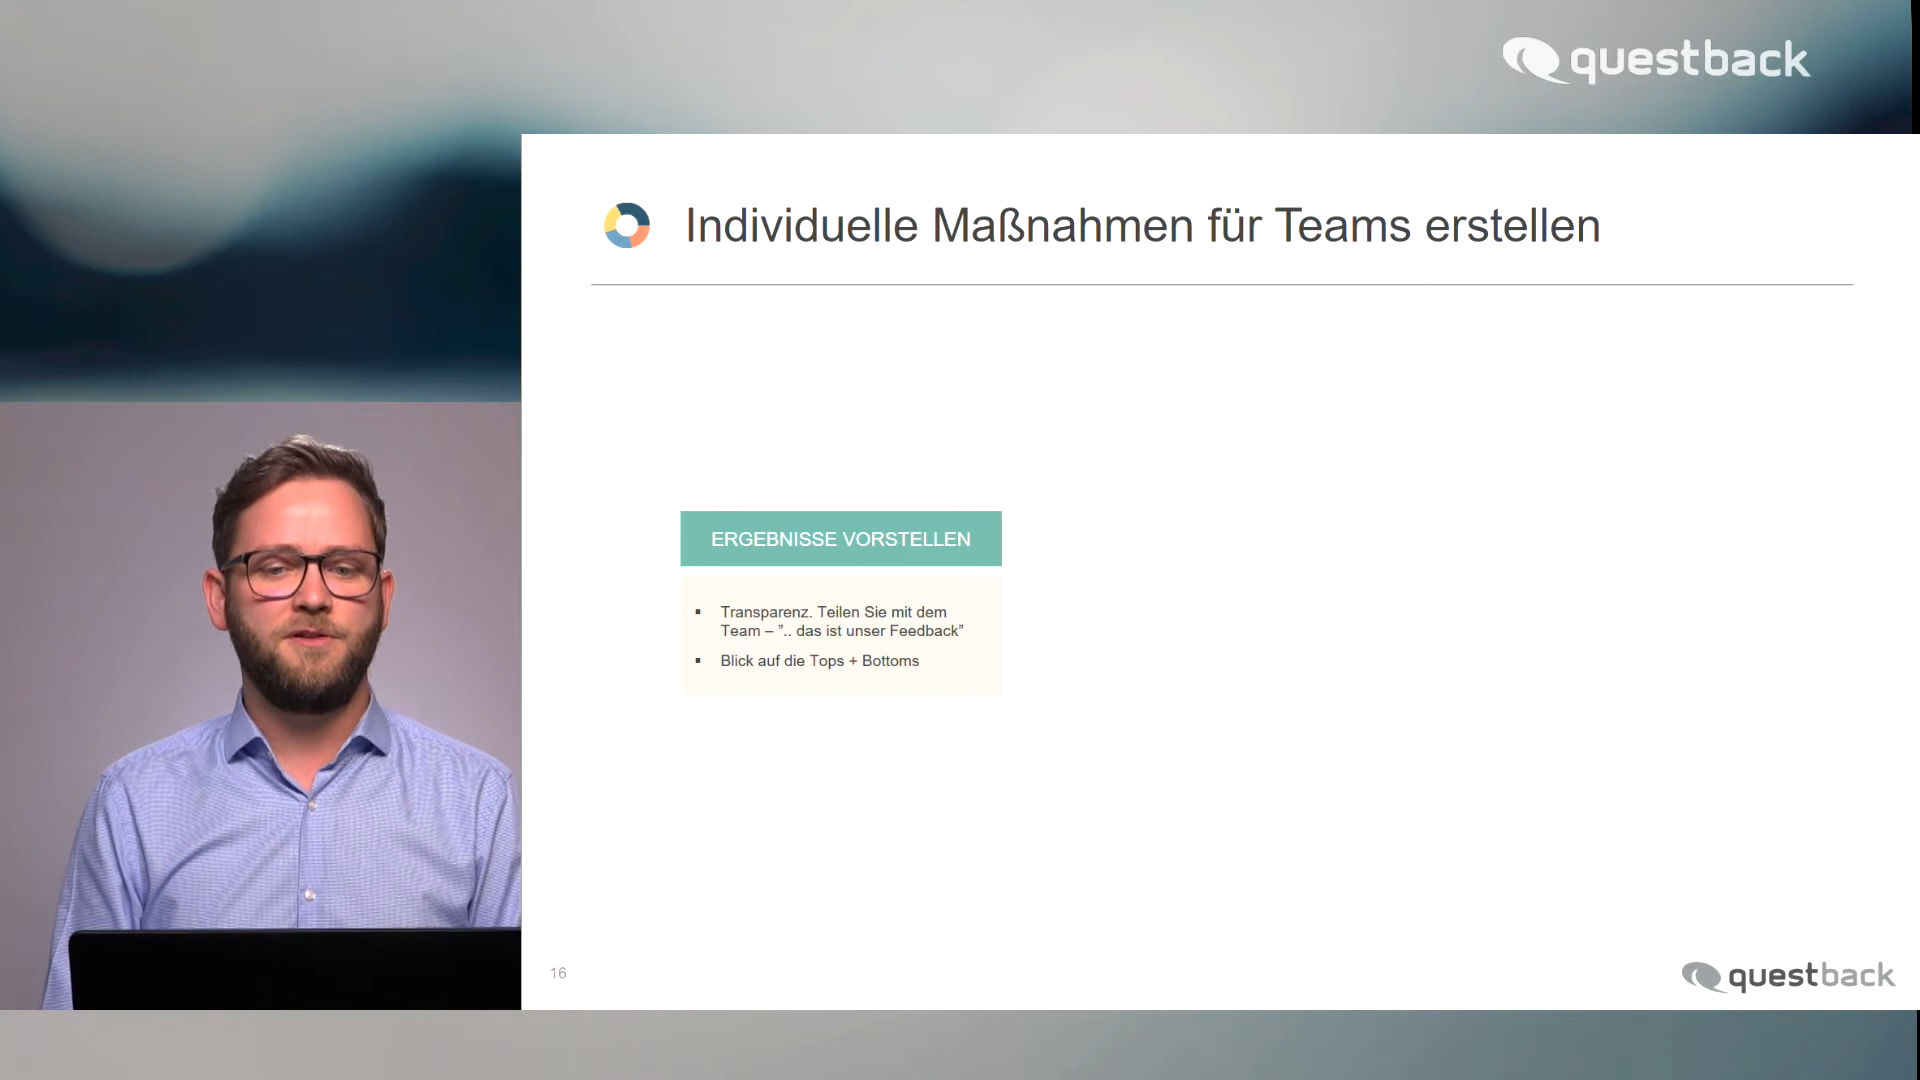 questback
Individuelle Maßnahmen für Teams erstellen
ERGEBNISSE VORSTELLEN
▪ Transparenz. Teilen Sie mit dem
Team – ”.. das ist unser Feedback”
▪ Blick auf die Tops + Bottoms
16
questback